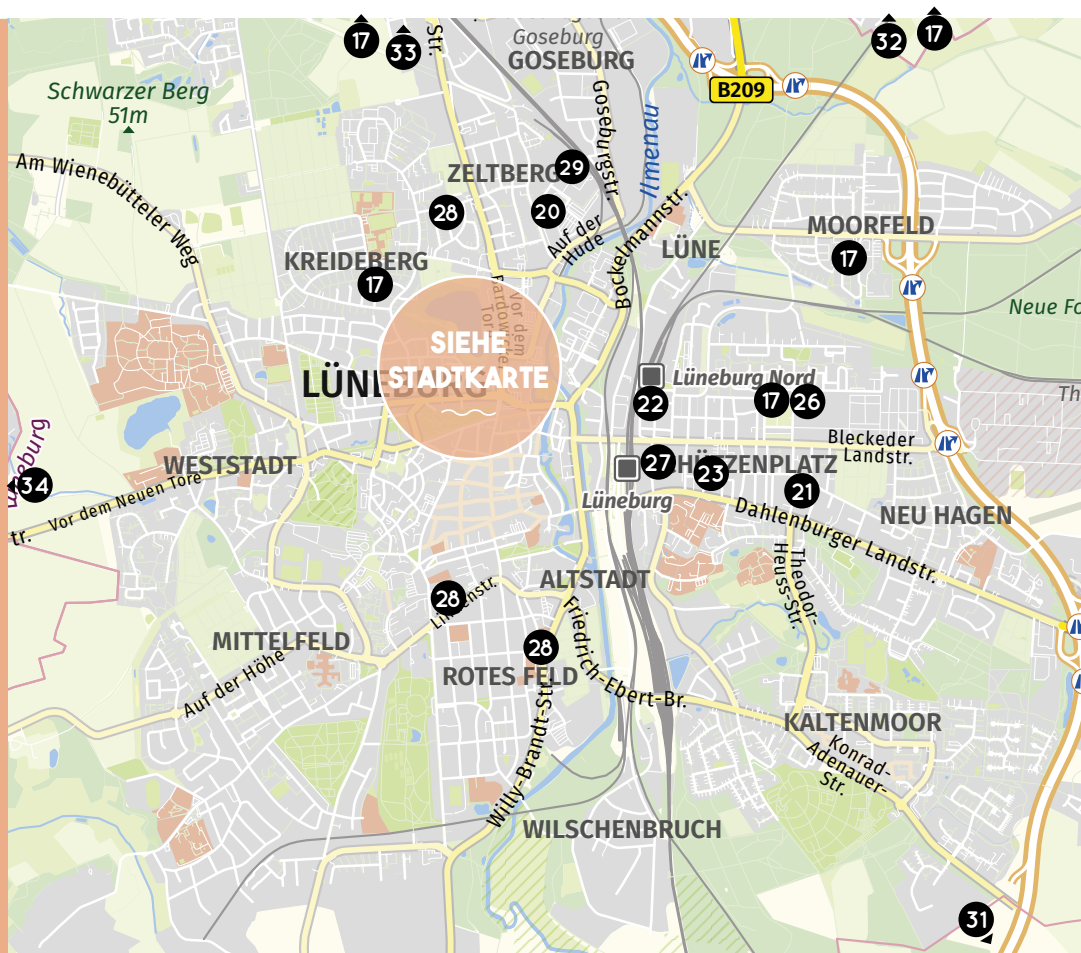 17
33
Str.
Goseburg
GOSEBURG
32
17
B209
Schwarzer Berg
51m
Goseburgstr.
Ilmenau
Am Wienebütteler Weg
ZELTBERG
29
28
20
Auf der
Hude
Bockelmannstr.
LÜNE
MOORFELD
17
KREIDEBERG
17
Vor dem
Bardowicker
Tore
Neue Fo
SIEHE
STADTKARTE
LÜNEBURG
Lüneburg Nord
22
17
26
Th
Bleckeder
Landstr.
WESTSTADT
34
Vor dem Neuen Tore
tr.
27
23
21
Lüneburg
Dahlenburger Landstr.
NEU HAGEN
Theodor-
Heuss-Str.
ALTSTADT
28
Friedrich-Ebert-Br.
MITTELFELD
28
ROTES FELD
Auf der Höhe
Willy-Brandt-Str.
KALTENMOOR
Konrad-
Adenauer-
Str.
WILSCHENBRUCH
31